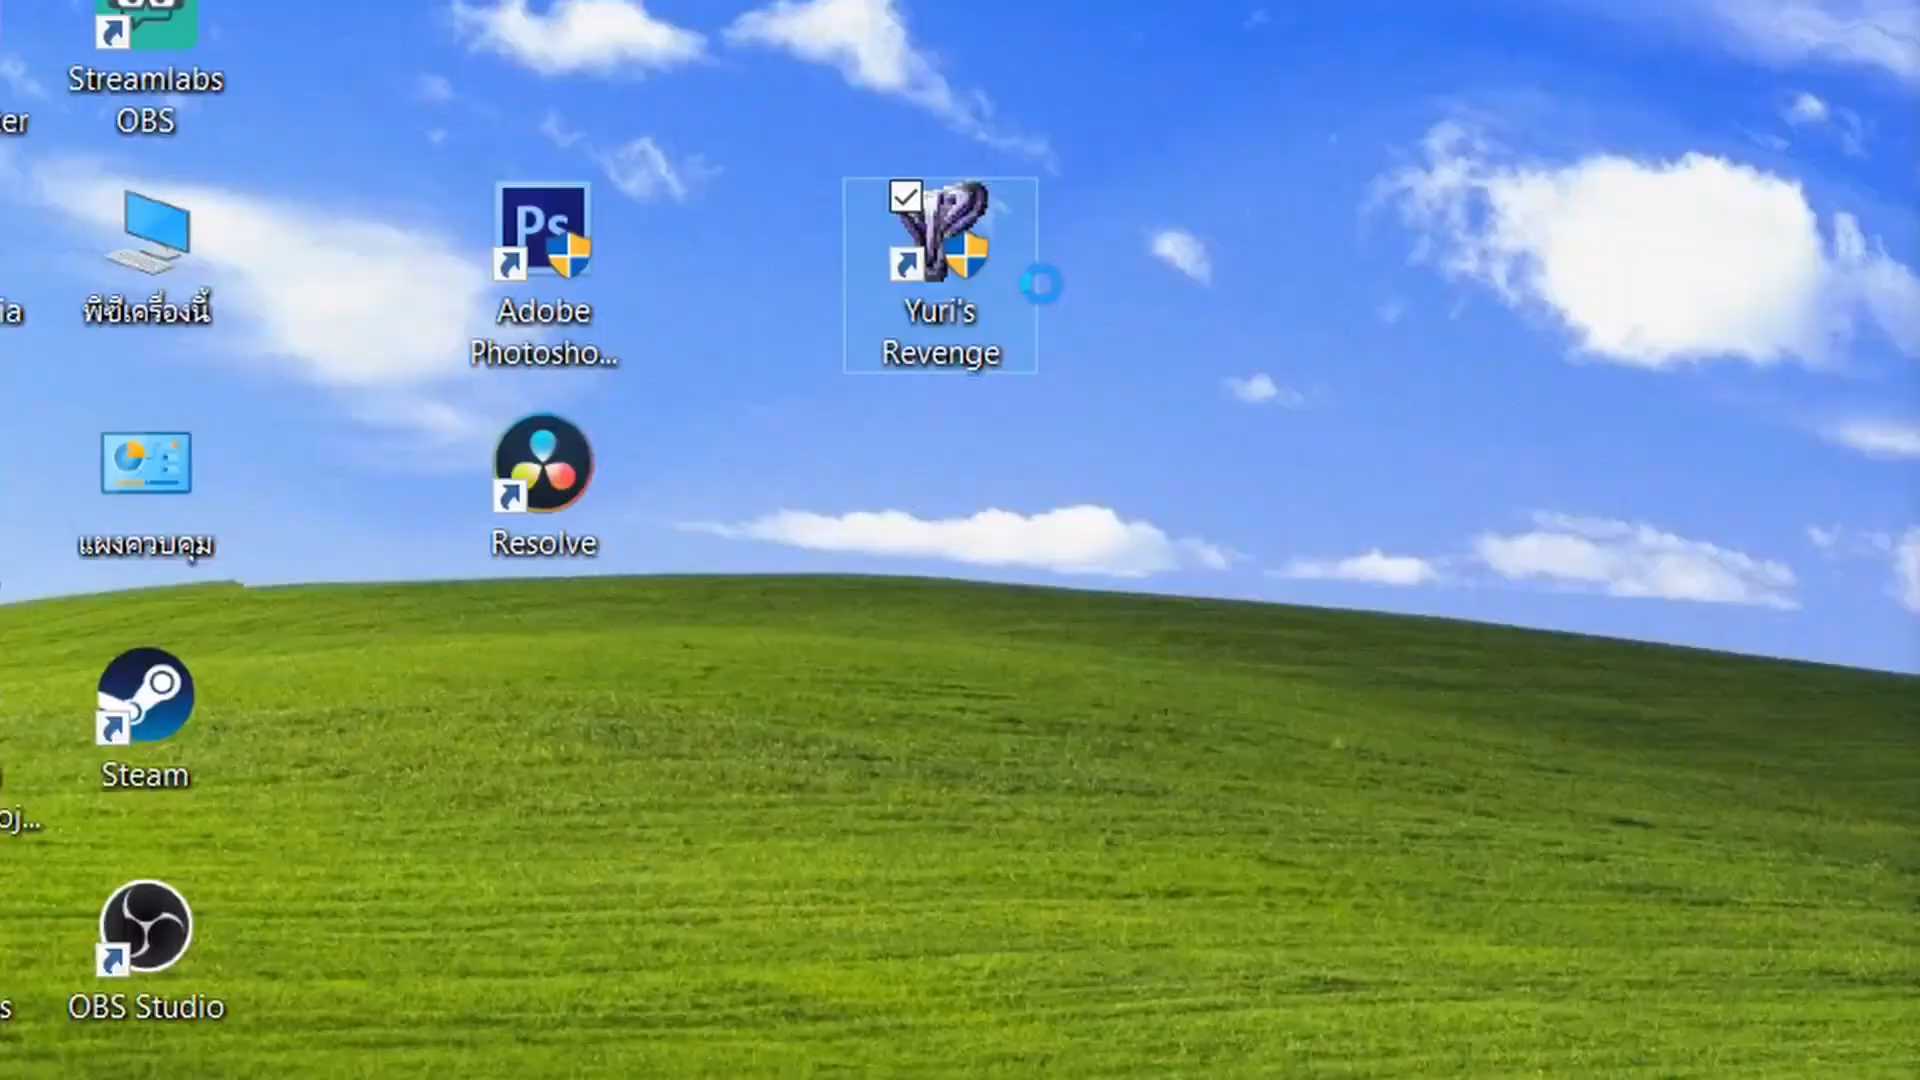 Streamlabs
OBS
er
พีซีเครื่องนี้
ia
Ps
Adobe
Photosho...
Yuri's
Revenge
แผงควบคุม
Resolve
Steam
oj...
OBS Studio
s